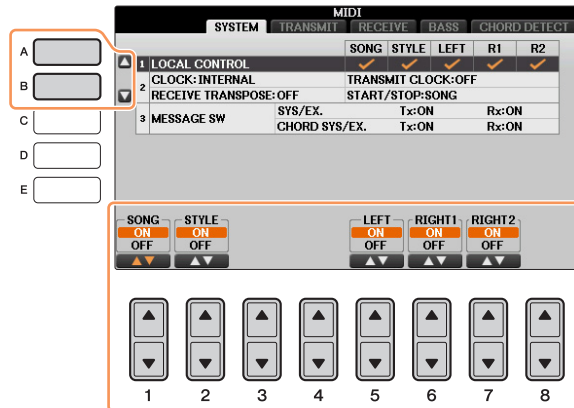 MIDI
SYSTEM TRANSMIT RECEIVE BASS CHORD DETECT
SONG STYLE LEFT R1 R2
A
1 LOCAL CONTROL
B
2 CLOCK:INTERNAL TRANSMIT CLOCK:OFF
RECEIVE TRANSPOSE:OFF START/STOP:SONG
3 MESSAGE SW SYS/EX. Tx:ON Rx:ON
CHORD SYS/EX. Tx:ON Rx:ON
C
D
E
SONG STYLE LEFT RIGHT1 RIGHT2
ON ON ON ON ON
OFF OFF OFF OFF OFF
1 2 3 4 5 6 7 8